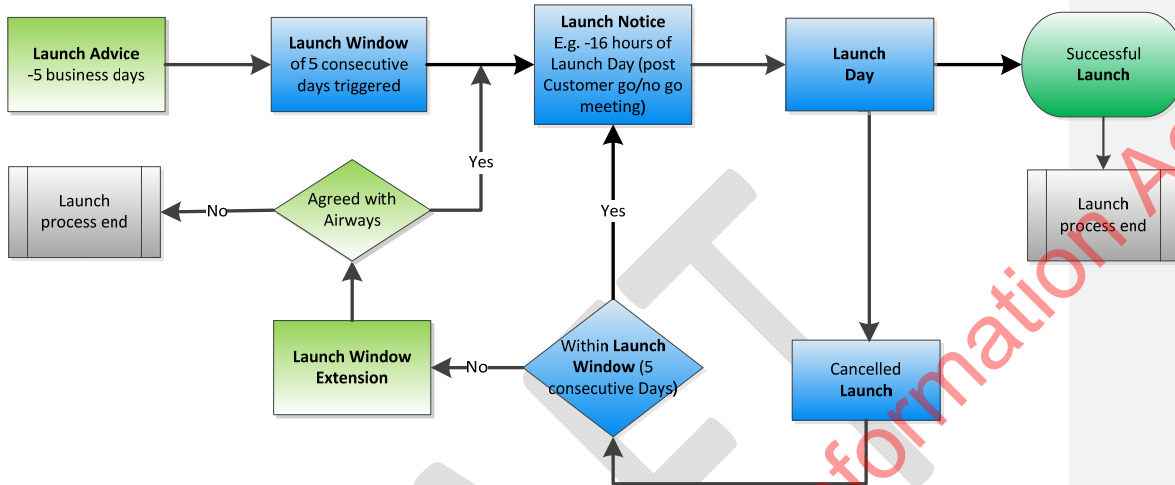 Launch Advice
-5 business days
Launch Window
of 5 consecutive
days triggered
Launch Notice
E.g. -16 hours of
Launch Day (post
Customer go/no go
meeting)
Launch
Day
Successful
Launch
Yes
Launch
process end
No
Agreed with
Airways
Yes
Launch
process end
Launch Window
Extension
No
Within Launch
Window (5
consecutive Days)
Cancelled
Launch
formation A